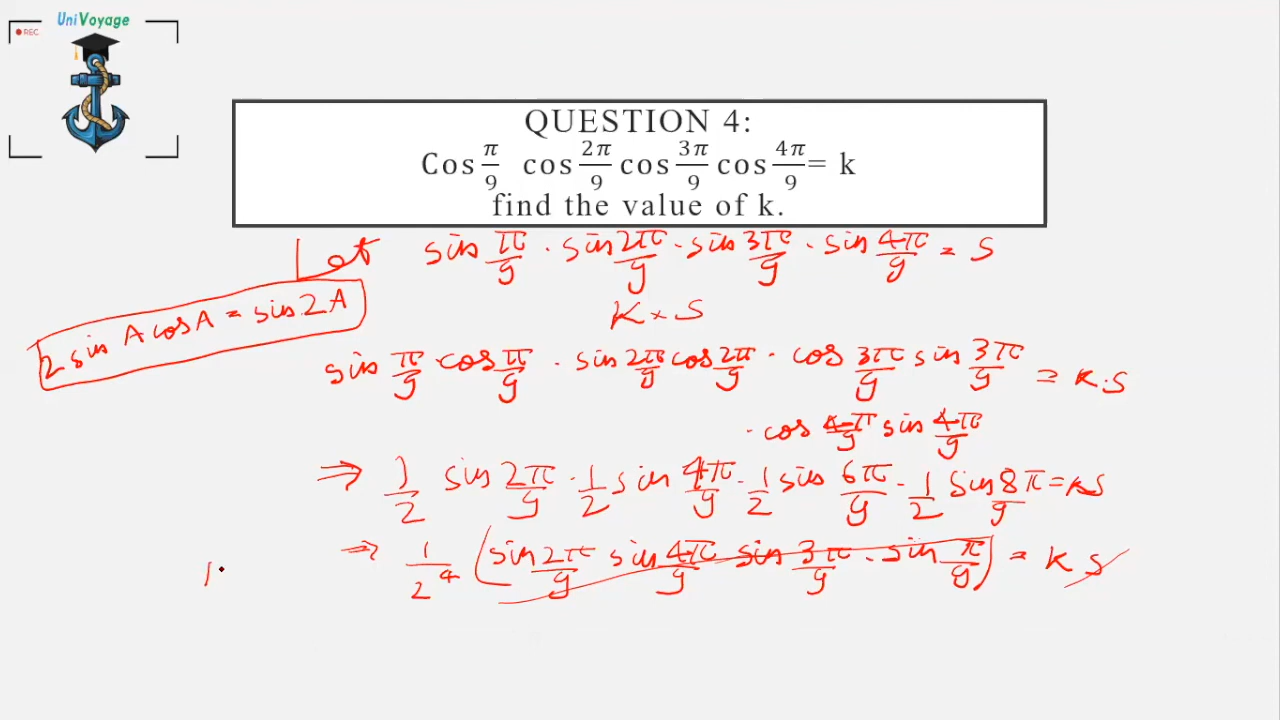 UniVoyage
REC
QUESTION 4:
Cos π/9 cos 2π/9 cos 3π/9 cos 4π/9 = k
find the value of k.
Let sin π/9 · sin 2π/9 · sin 3π/9 · sin 4π/9 = S
2 sin A cos A = sin 2A
K × S
sin π/9 · cos π/9 · sin 2π/9 cos 2π/9 · cos 3π/9 sin 3π/9 = K·S
· cos 4π/9 sin 4π/9
⇒ 1/2 sin 2π/9 · 1/2 sin 4π/9 · 1/2 sin 6π/9 · 1/2 sin 8π/9 = KS
⇒ 1/2^4 (sin 2π/9 sin 4π/9 sin 3π/9 · sin π/9) = K S